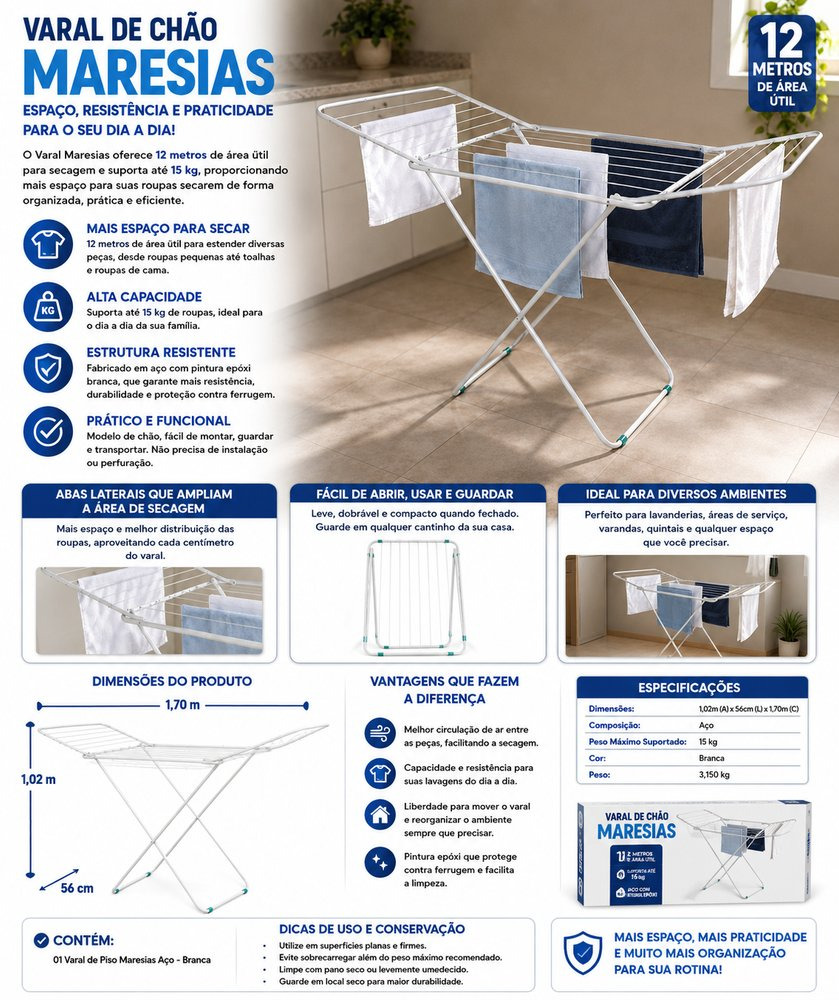 VARAL DE CHÃO
MARESIAS
ESPAÇO, RESISTÊNCIA E PRATICIDADE
PARA O SEU DIA A DIA!
O Varal Maresias oferece 12 metros de área útil
para secagem e suporta até 15 kg, proporcionando
mais espaço para suas roupas secarem de forma
organizada, prática e eficiente.
12
METROS
DE ÁREA
ÚTIL
MAIS ESPAÇO PARA SECAR
12 metros de área útil para estender diversas
peças, desde roupas pequenas até toalhas
e roupas de cama.
KG
ALTA CAPACIDADE
Suporta até 15 kg de roupas, ideal para
o dia a dia da sua família.
ESTRUTURA RESISTENTE
Fabricado em aço com pintura epóxi
branca, que garante mais resistência,
durabilidade e proteção contra ferrugem.
PRÁTICO E FUNCIONAL
Modelo de chão, fácil de montar, guardar
e transportar. Não precisa de instalação
ou perfuração.
ABAS LATERAIS QUE AMPLIAM
A ÁREA DE SECAGEM
Mais espaço e melhor distribuição das
roupas, aproveitando cada centímetro
do varal.
FÁCIL DE ABRIR, USAR E GUARDAR
Leve, dobrável e compacto quando fechado.
Guarde em qualquer cantinho da sua casa.
IDEAL PARA DIVERSOS AMBIENTES
Perfeito para lavanderias, áreas de serviço,
varandas, quintais e qualquer espaço
que você precisar.
DIMENSÕES DO PRODUTO
1,70 m
1,02 m
56 cm
VANTAGENS QUE FAZEM
A DIFERENÇA
Melhor circulação de ar entre
as peças, facilitando a secagem.
Capacidade e resistência para
suas lavagens do dia a dia.
Liberdade para mover o varal
e reorganizar o ambiente
sempre que precisar.
Pintura epóxi que protege
contra ferrugem e facilita
a limpeza.
ESPECIFICAÇÕES
Dimensões: 1,02m (A) x 56cm (L) x 1,70m (C)
Composição: Aço
Peso Máximo Suportado: 15 kg
Cor: Branca
Peso: 3,150 kg
VARAL DE CHÃO
MARESIAS
CONTÉM:
01 Varal de Piso Maresias Aço - Branca
DICAS DE USO E CONSERVAÇÃO
• Utilize em superfícies planas e firmes.
• Evite sobrecarregar além do peso máximo recomendado.
• Limpe com pano seco ou levemente umedecido.
• Guarde em local seco para maior durabilidade.
MAIS ESPAÇO, MAIS PRATICIDADE
E MUITO MAIS ORGANIZAÇÃO
PARA SUA ROTINA!